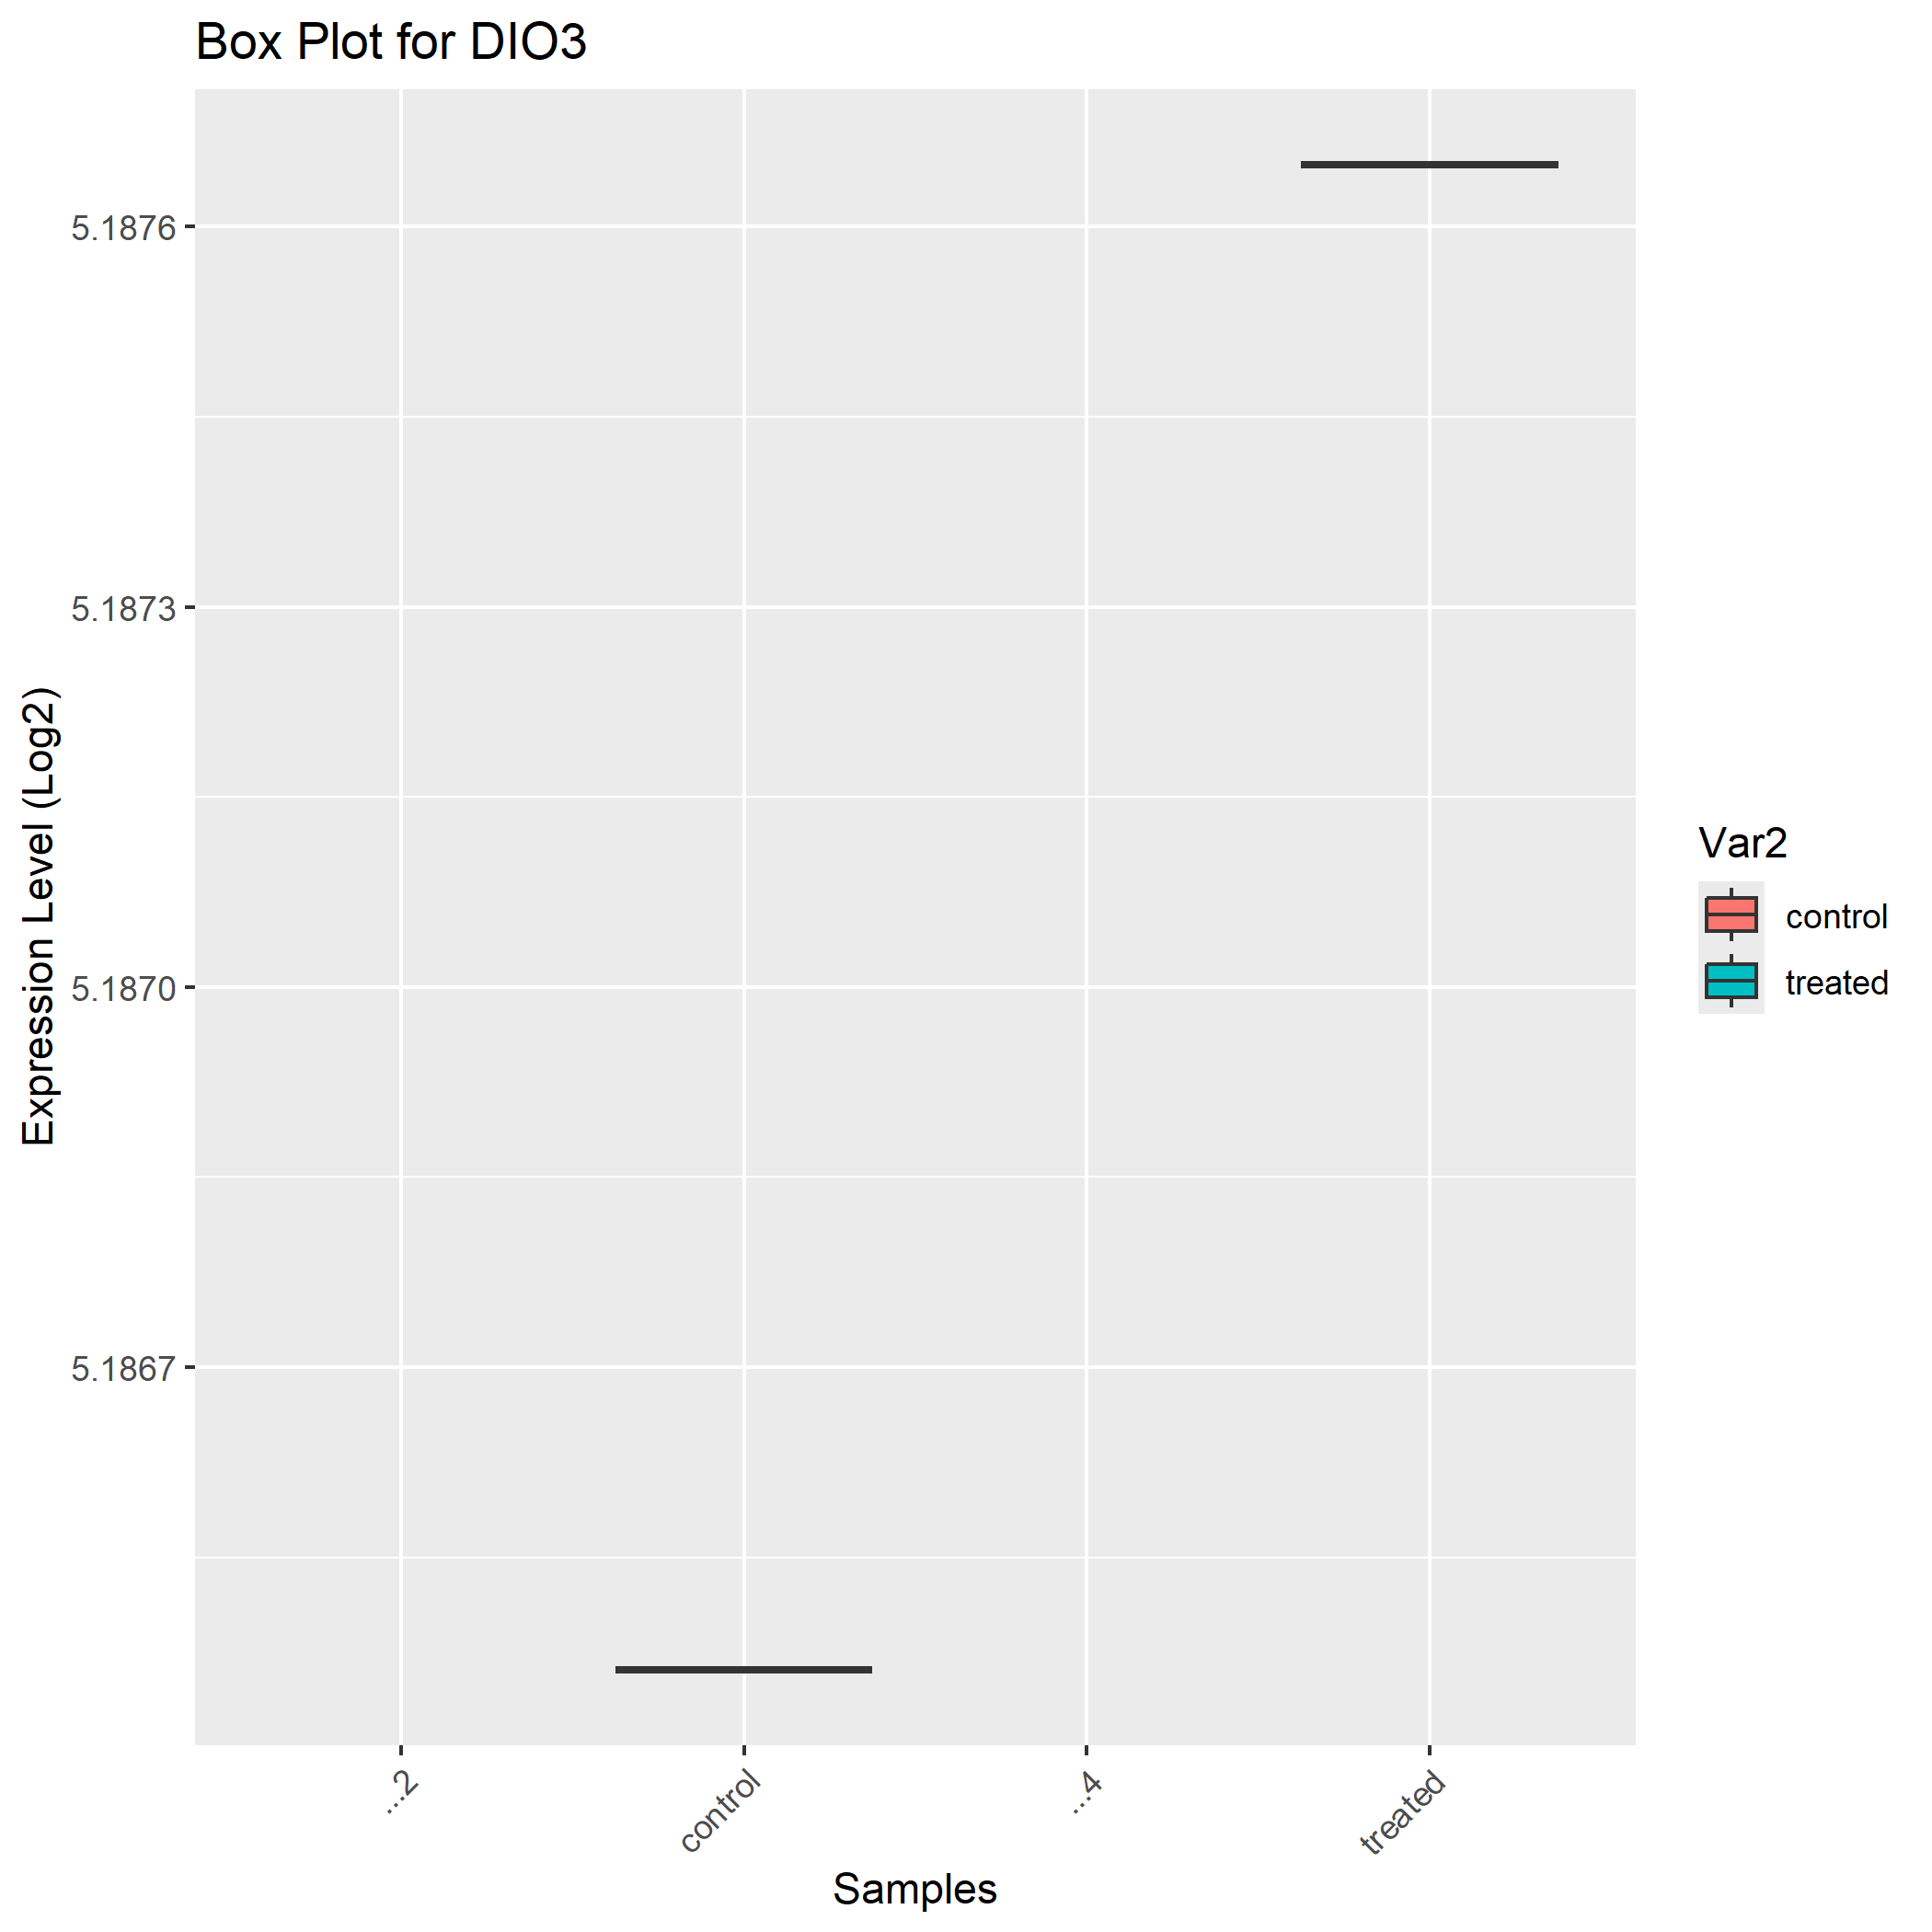 Box Plot for DIO3
Expression Level (Log2)
5.1876
5.1873
5.1870
5.1867
...2
control
...4
treated
Samples
Var2
control
treated